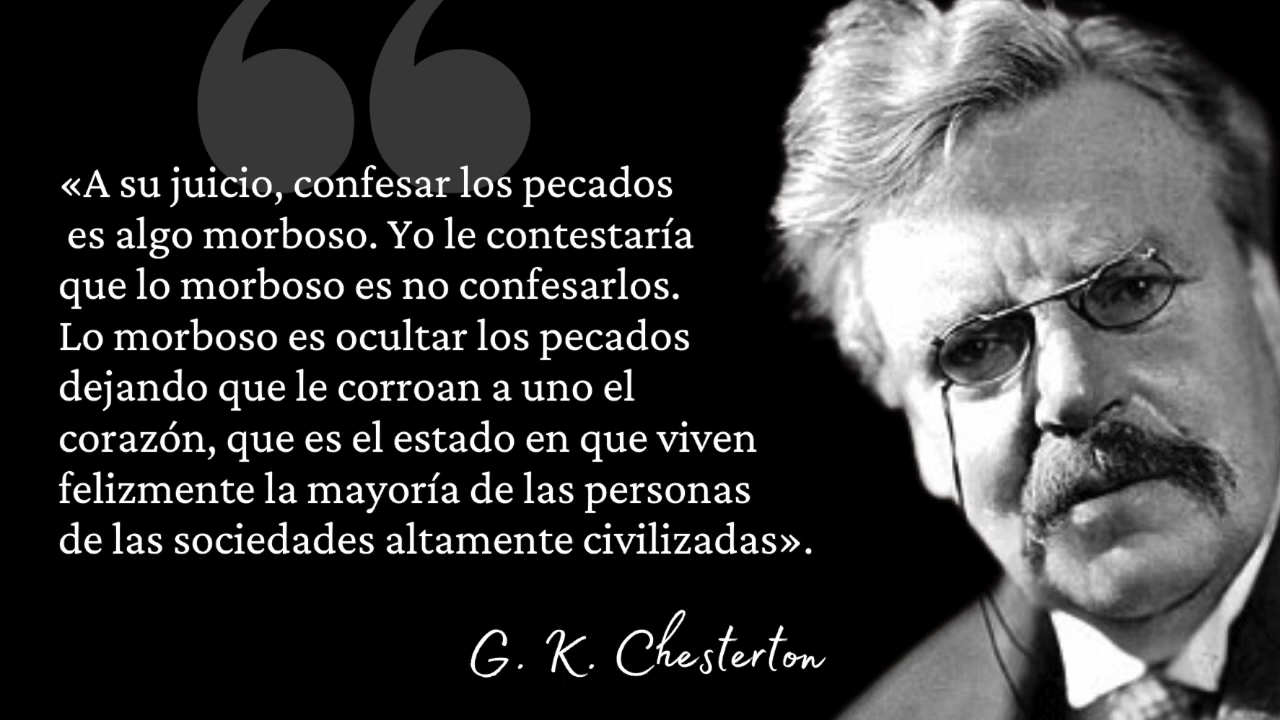 «A su juicio, confesar los pecados
es algo morboso. Yo le contestaría
que lo morboso es no confesarlos.
Lo morboso es ocultar los pecados
dejando que le corroan a uno el
corazón, que es el estado en que viven
felizmente la mayoría de las personas
de las sociedades altamente civilizadas».
G. K. Chesterton